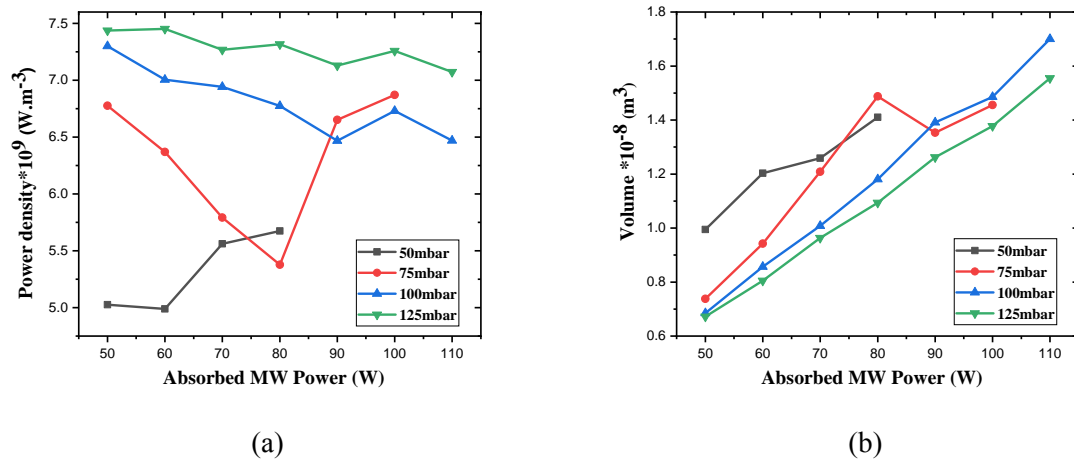 7.5
7.0
6.5
6.0
5.5
5.0
Power density*10^9 (W.m^-3)
50mbar
75mbar
100mbar
125mbar
50 60 70 80 90 100 110
Absorbed MW Power (W)
(a)
1.8
1.6
1.4
1.2
1.0
0.8
0.6
Volume *10^-8 (m^3)
50mbar
75mbar
100mbar
125mbar
50 60 70 80 90 100 110
Absorbed MW Power (W)
(b)